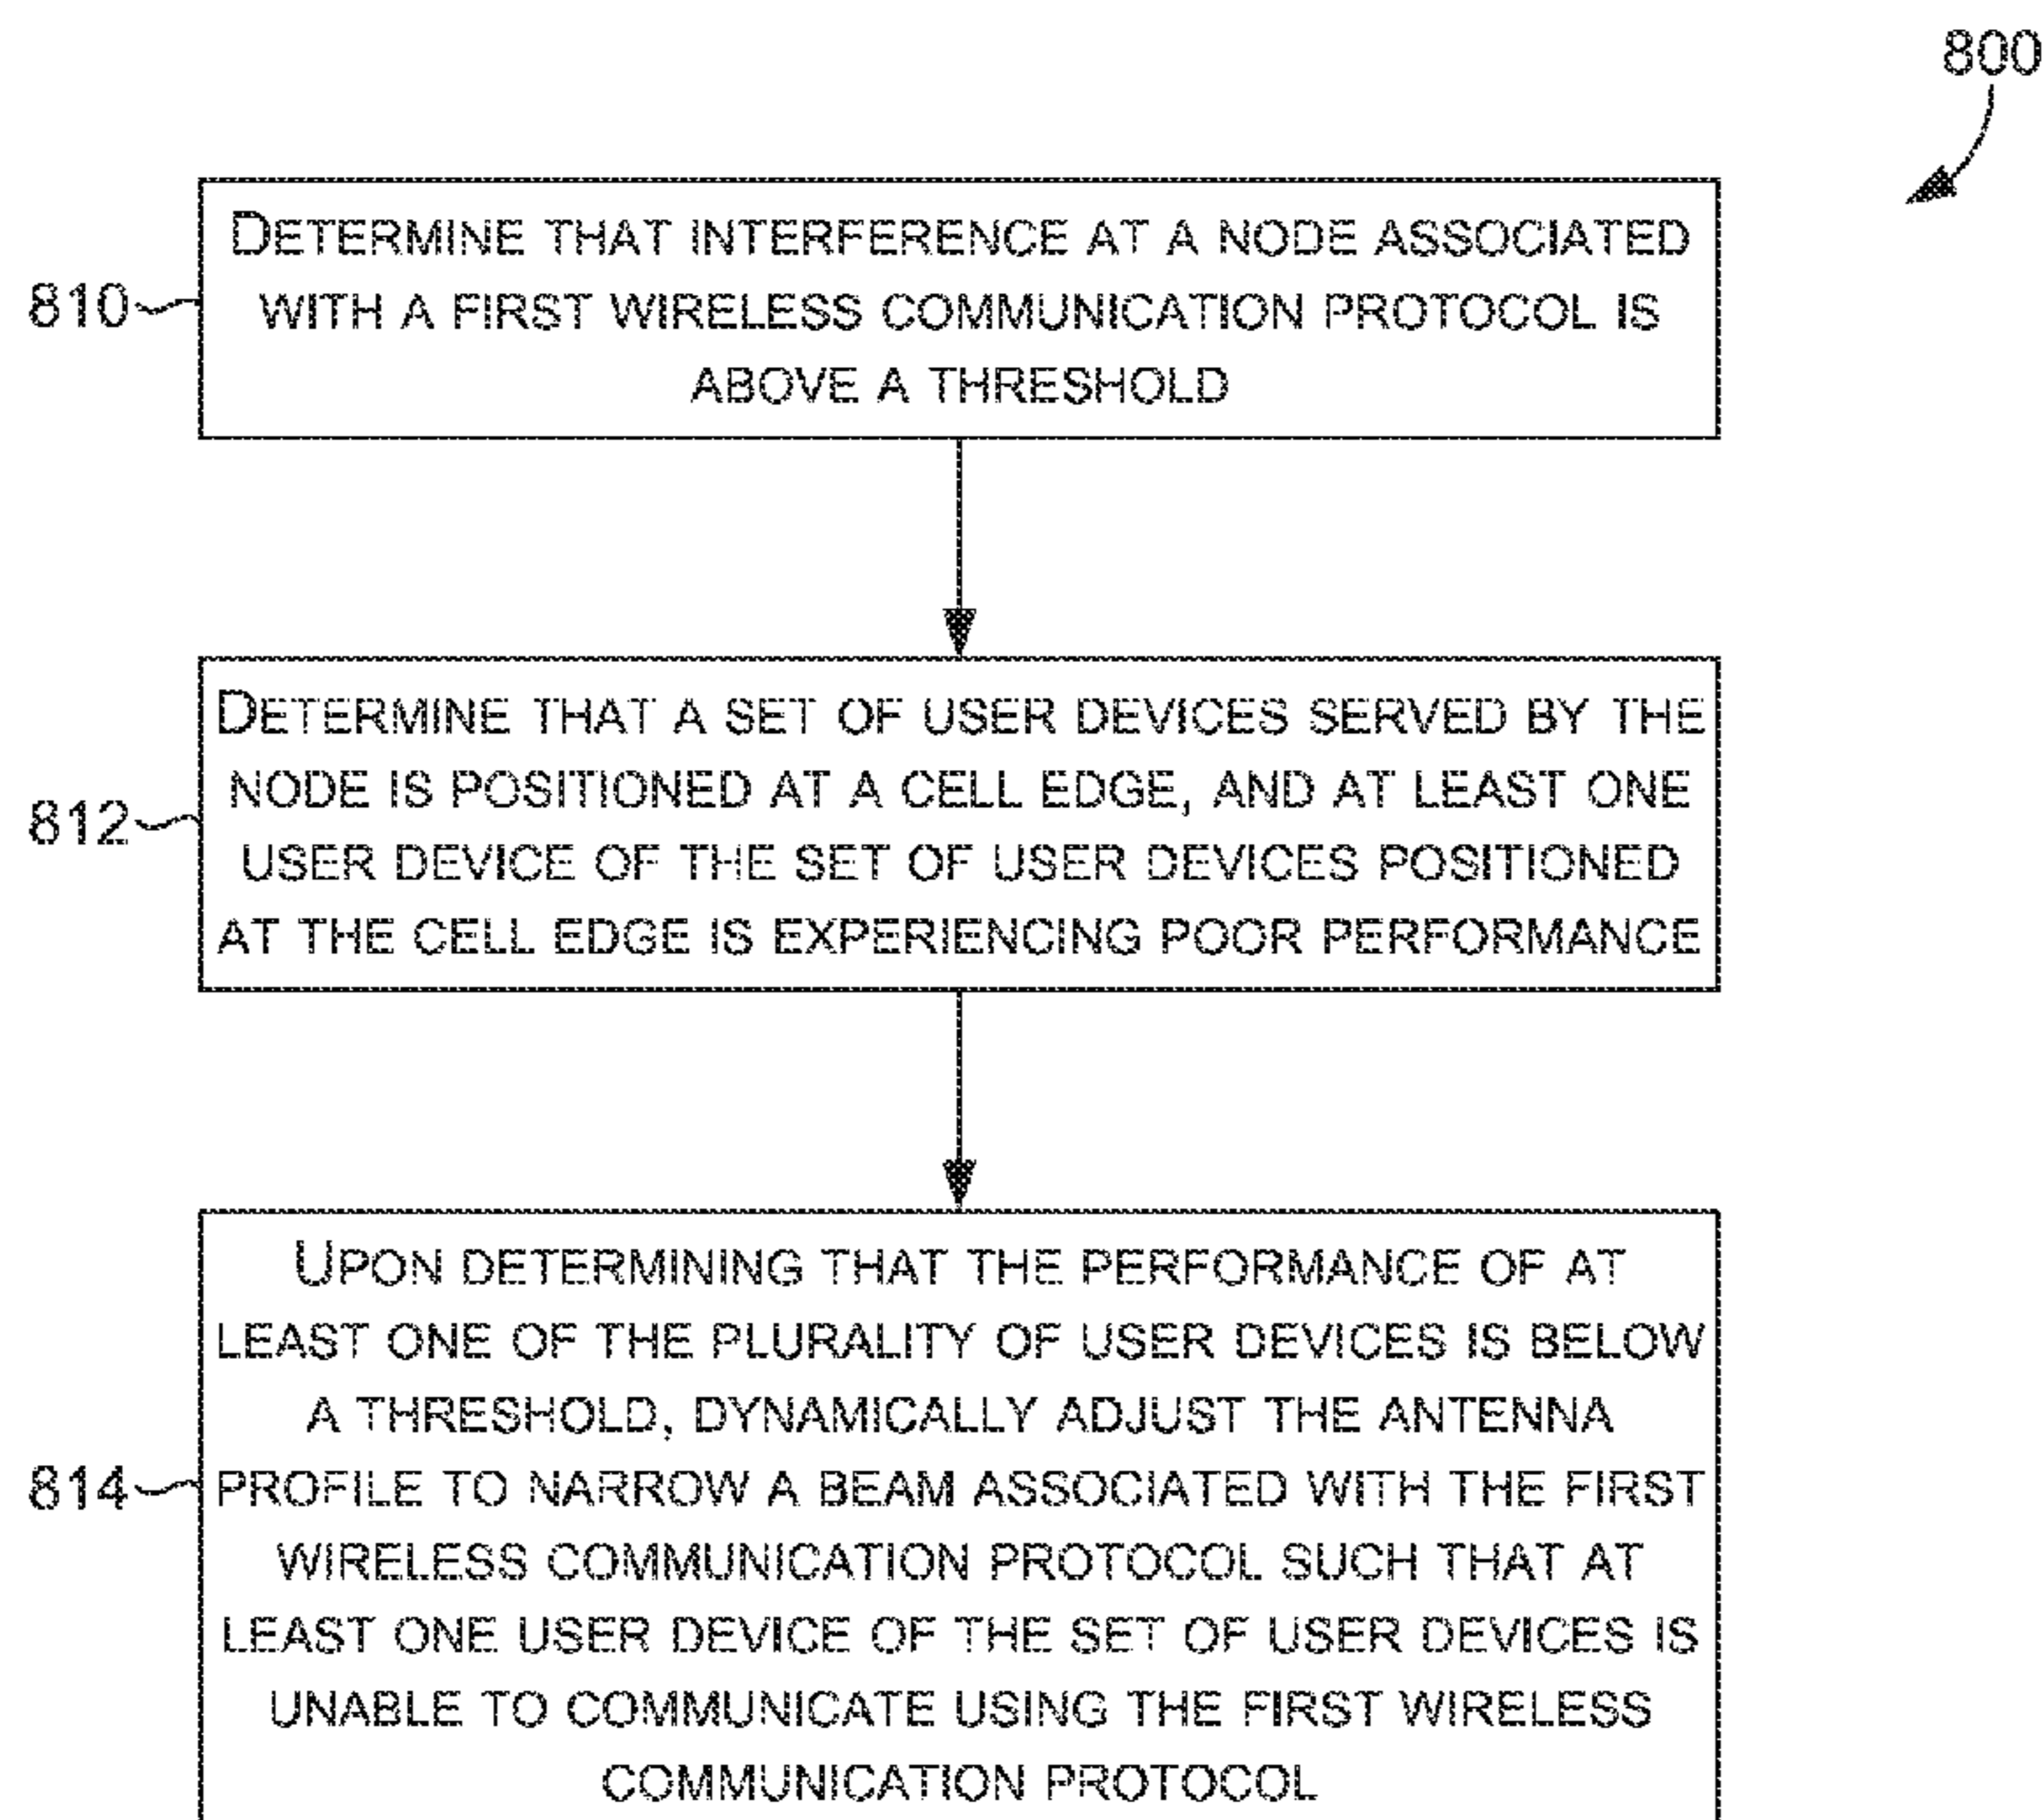 800
810
DETERMINE THAT INTERFERENCE AT A NODE ASSOCIATED
WITH A FIRST WIRELESS COMMUNICATION PROTOCOL IS
ABOVE A THRESHOLD
812
DETERMINE THAT A SET OF USER DEVICES SERVED BY THE
NODE IS POSITIONED AT A CELL EDGE, AND AT LEAST ONE
USER DEVICE OF THE SET OF USER DEVICES POSITIONED
AT THE CELL EDGE IS EXPERIENCING POOR PERFORMANCE
814
UPON DETERMINING THAT THE PERFORMANCE OF AT
LEAST ONE OF THE PLURALITY OF USER DEVICES IS BELOW
A THRESHOLD, DYNAMICALLY ADJUST THE ANTENNA
PROFILE TO NARROW A BEAM ASSOCIATED WITH THE FIRST
WIRELESS COMMUNICATION PROTOCOL SUCH THAT AT
LEAST ONE USER DEVICE OF THE SET OF USER DEVICES IS
UNABLE TO COMMUNICATE USING THE FIRST WIRELESS
COMMUNICATION PROTOCOL